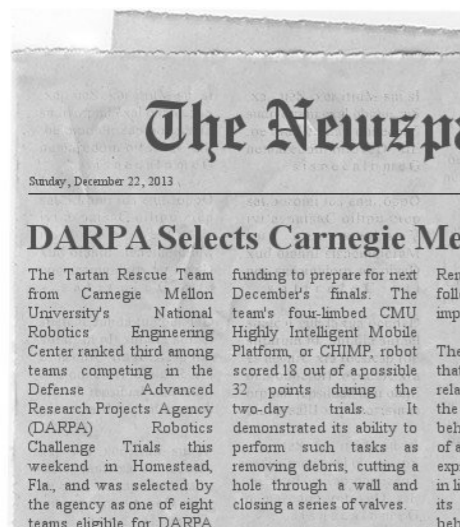 The Newspa
Sunday, December 22, 2013
DARPA Selects Carnegie Me
The Tartan Rescue Team
from Carnegie Mellon
University's National
Robotics Engineering
Center ranked third among
teams competing in the
Defense Advanced
Research Projects Agency
(DARPA) Robotics
Challenge Trials this
weekend in Homestead,
Fla., and was selected by
the agency as one of eight
teams eligible for DARPA
funding to prepare for next
December's finals. The
team's four-limbed CMU
Highly Intelligent Mobile
Platform, or CHIMP, robot
scored 18 out of a possible
32 points during the
two-day trials. It
demonstrated its ability to
perform such tasks as
removing debris, cutting a
hole through a wall and
closing a series of valves.
foll
imp
The
that
rela
the
beh
of a
exp
in li
its
beh